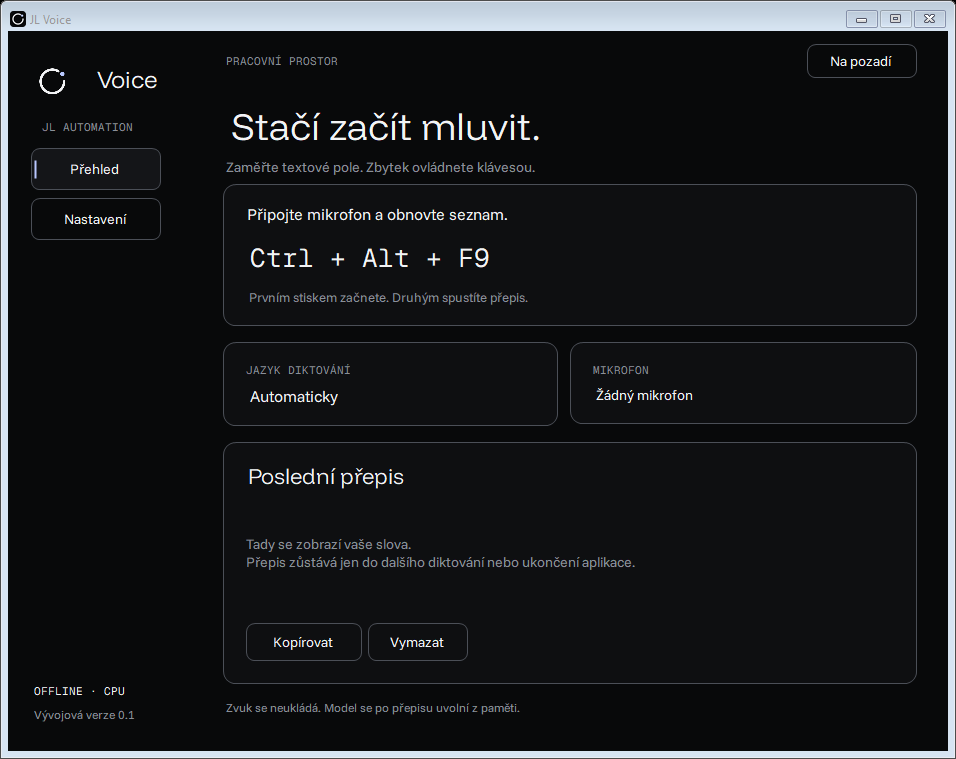 JL Voice
Voice
JL AUTOMATION
Přehled
Nastavení
PRACOVNÍ PROSTOR
Na pozadí
Stačí začít mluvit.
Zaměřte textové pole. Zbytek ovládnete klávesou.
Připojte mikrofon a obnovte seznam.
Ctrl + Alt + F9
Prvním stiskem začnete. Druhým spustíte přepis.
JAZYK DIKTOVÁNÍ
Automaticky
MIKROFON
Žádný mikrofon
Poslední přepis
Tady se zobrazí vaše slova.
Přepis zůstává jen do dalšího diktování nebo ukončení aplikace.
Kopírovat
Vymazat
OFFLINE · CPU
Vývojová verze 0.1
Zvuk se neukládá. Model se po přepisu uvolní z paměti.